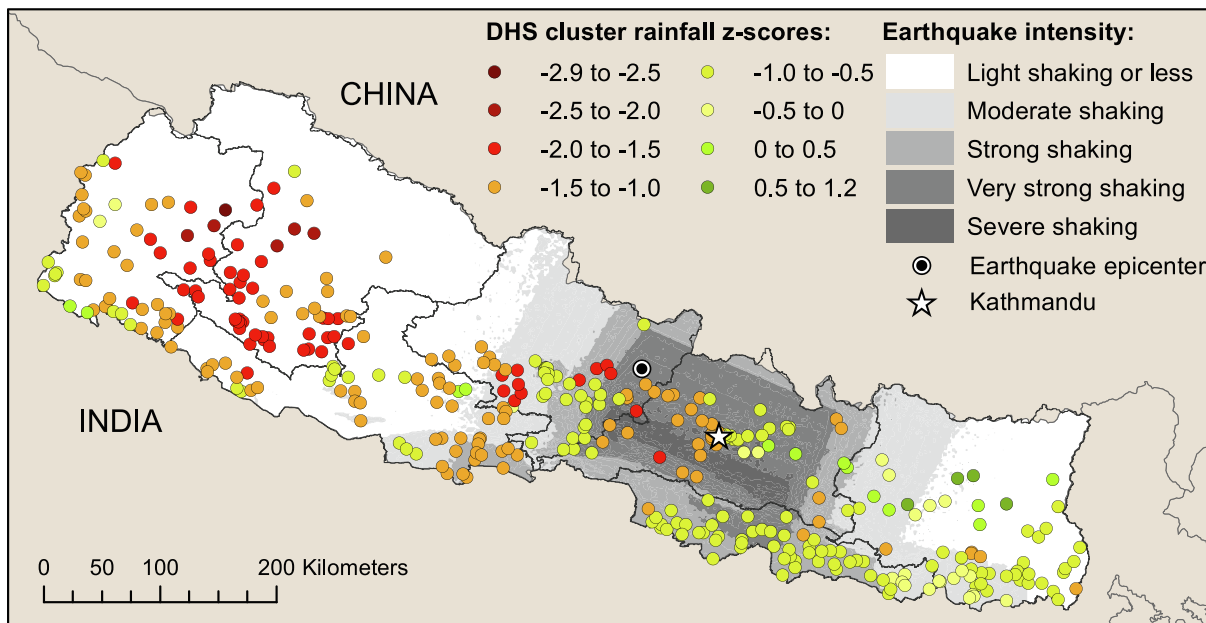 DHS cluster rainfall z-scores:
-2.9 to -2.5
-2.5 to -2.0
-2.0 to -1.5
-1.5 to -1.0
-1.0 to -0.5
-0.5 to 0
0 to 0.5
0.5 to 1.2
Earthquake intensity:
Light shaking or less
Moderate shaking
Strong shaking
Very strong shaking
Severe shaking
Earthquake epicenter
Kathmandu
CHINA
INDIA
0 50 100 200 Kilometers